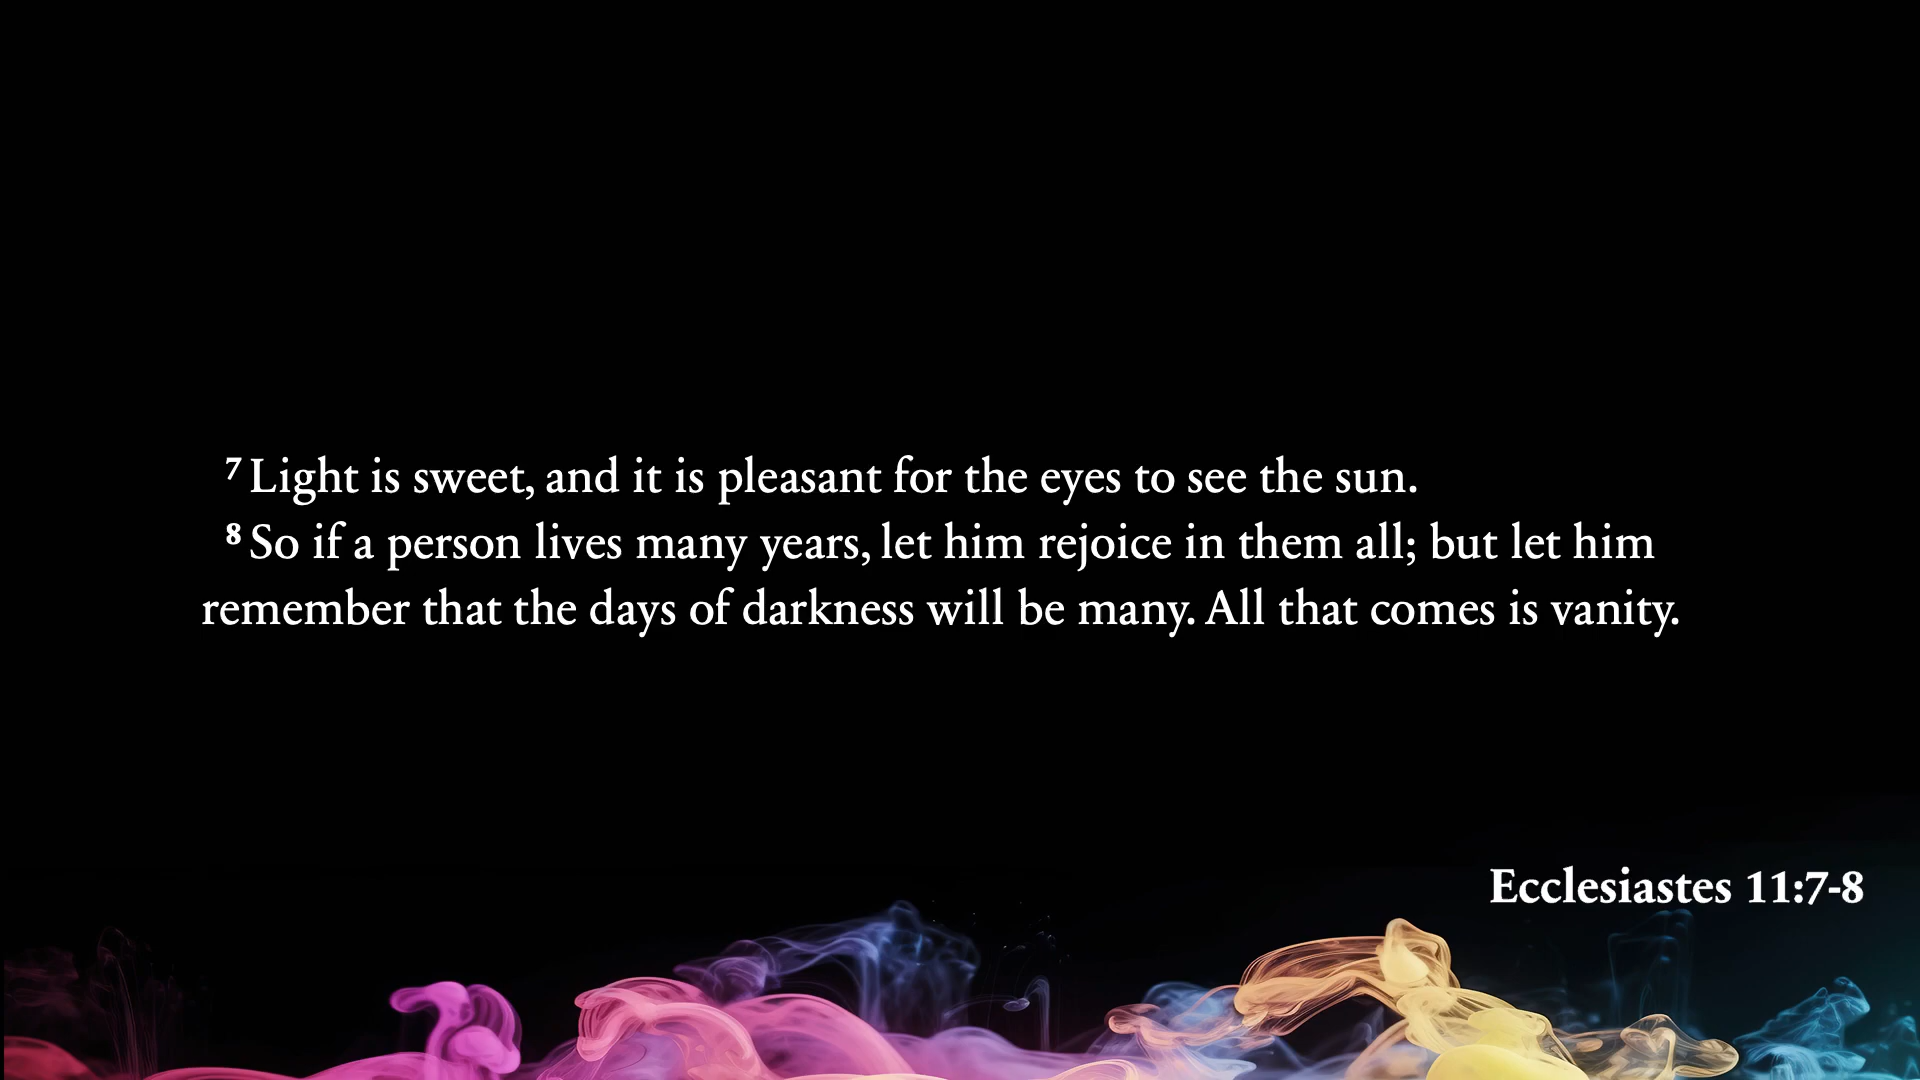 7 Light is sweet, and it is pleasant for the eyes to see the sun.
8 So if a person lives many years, let him rejoice in them all; but let him
remember that the days of darkness will be many. All that comes is vanity.
Ecclesiastes 11:7-8